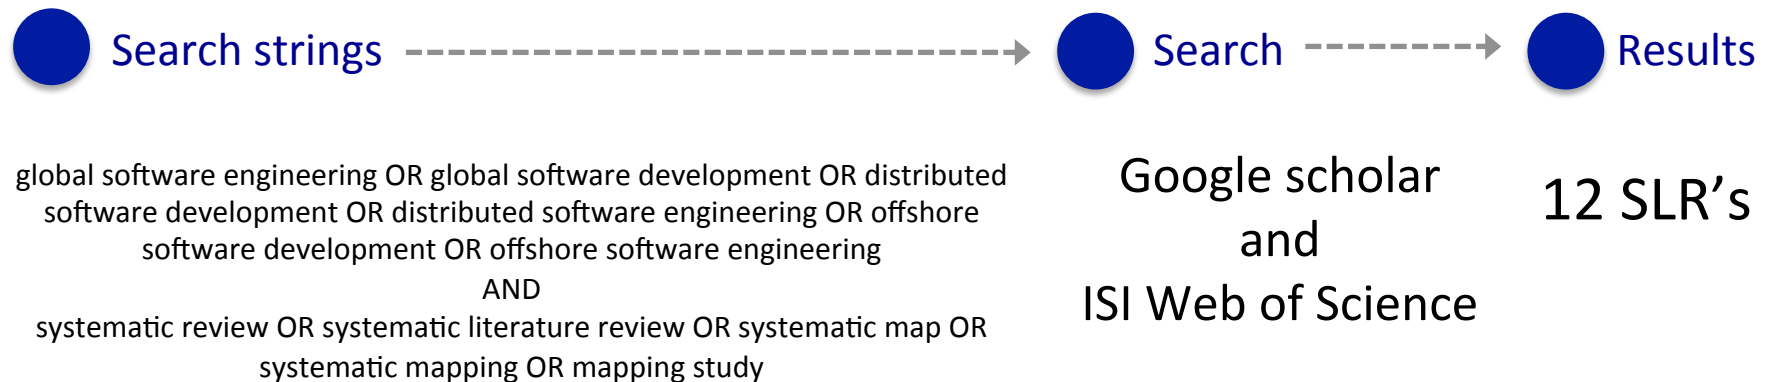 Search strings
Search
Results
global software engineering OR global software development OR distributed
software development OR distributed software engineering OR offshore
software development OR offshore software engineering
AND
systematic review OR systematic literature review OR systematic map OR
systematic mapping OR mapping study
Google scholar
and
ISI Web of Science
12 SLR’s